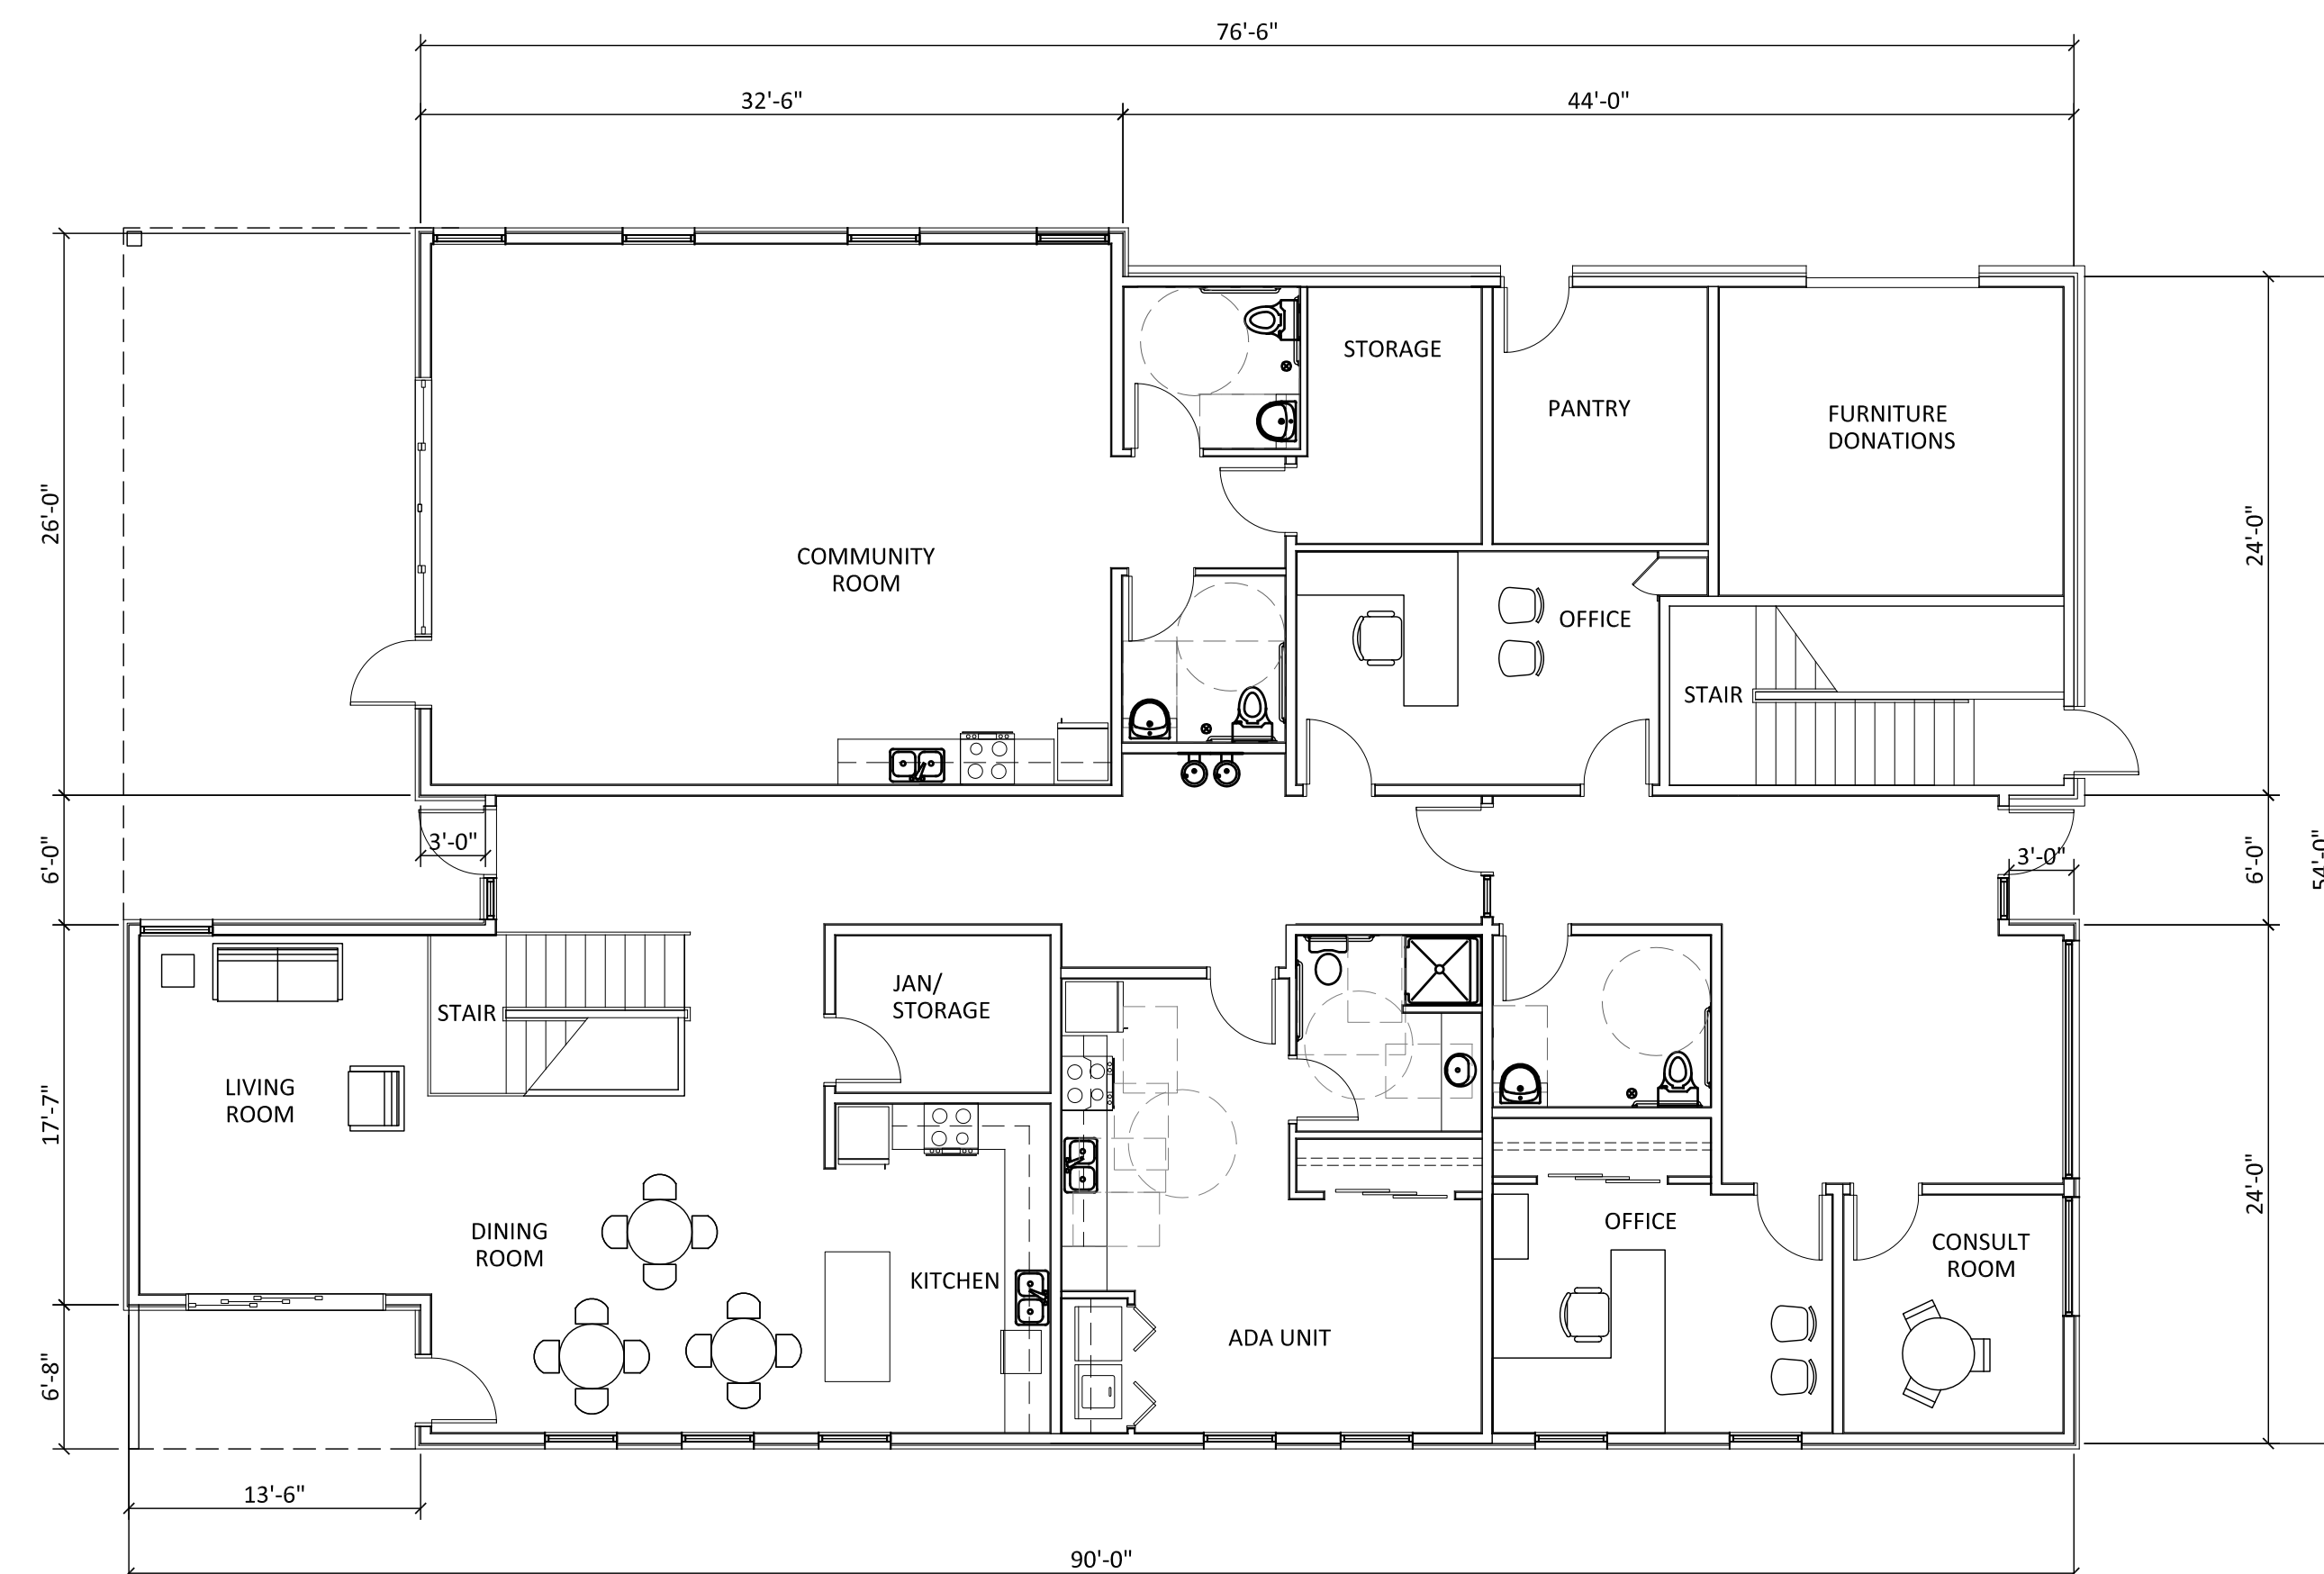 76'-6"
32'-6"
44'-0"
STORAGE
PANTRY
FURNITURE
DONATIONS
26'-0"
24'-0"
COMMUNITY
ROOM
OFFICE
STAIR
3'-0"
6'-0"
3'-0"
6'-0"
54'-0"
JAN/
STORAGE
STAIR
LIVING
ROOM
17'-7"
24'-0"
DINING
ROOM
OFFICE
CONSULT
ROOM
KITCHEN
ADA UNIT
6'-8"
13'-6"
90'-0"